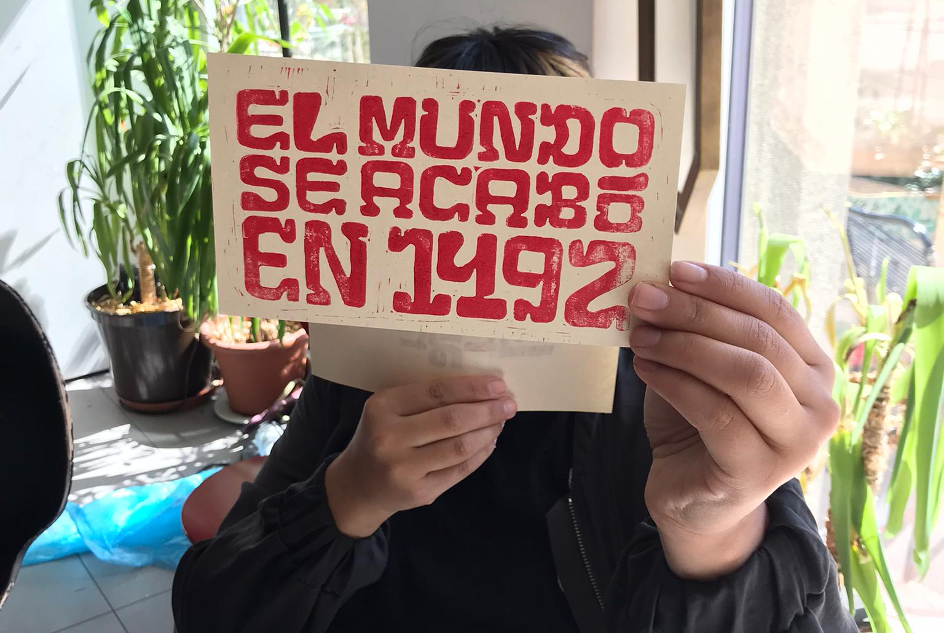 EL MUNDO
SE ACABÓ
EN 1492